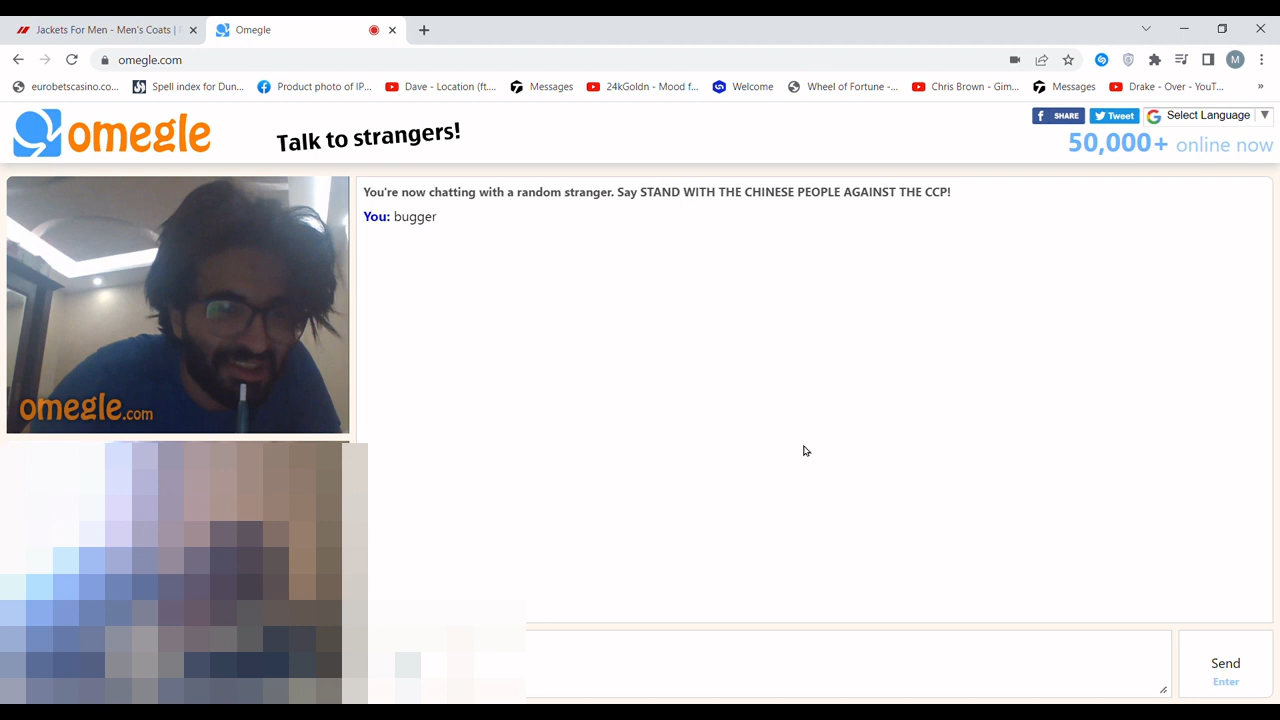 Jackets For Men - Men's Coats |
Omegle
omegle.com
M
eurobetscasino.co...
Spell index for Dun...
Product photo of IP...
Dave - Location (ft....
Messages
24kGoldn - Mood f...
Welcome
Wheel of Fortune -...
Chris Brown - Gim...
Messages
Drake - Over - YouT...
»
omegle
Talk to strangers!
f SHARE
Tweet
G Select Language ▼
50,000+ online now
You're now chatting with a random stranger. Say STAND WITH THE CHINESE PEOPLE AGAINST THE CCP!
You: bugger
omegle.com
Send
Enter